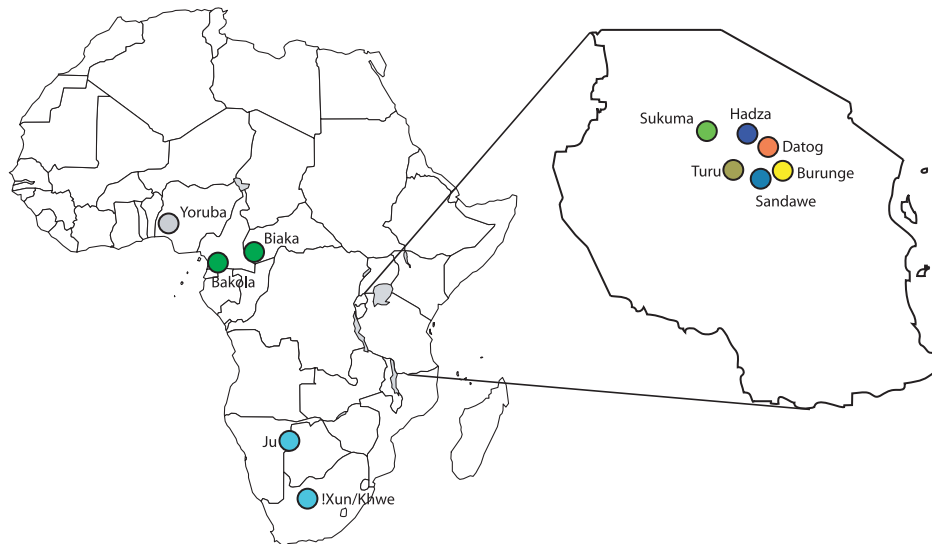 Yoruba
Biaka
Bakola
Ju
!Xun/Khwe
Sukuma
Hadza
Datog
Turu
Burunge
Sandawe